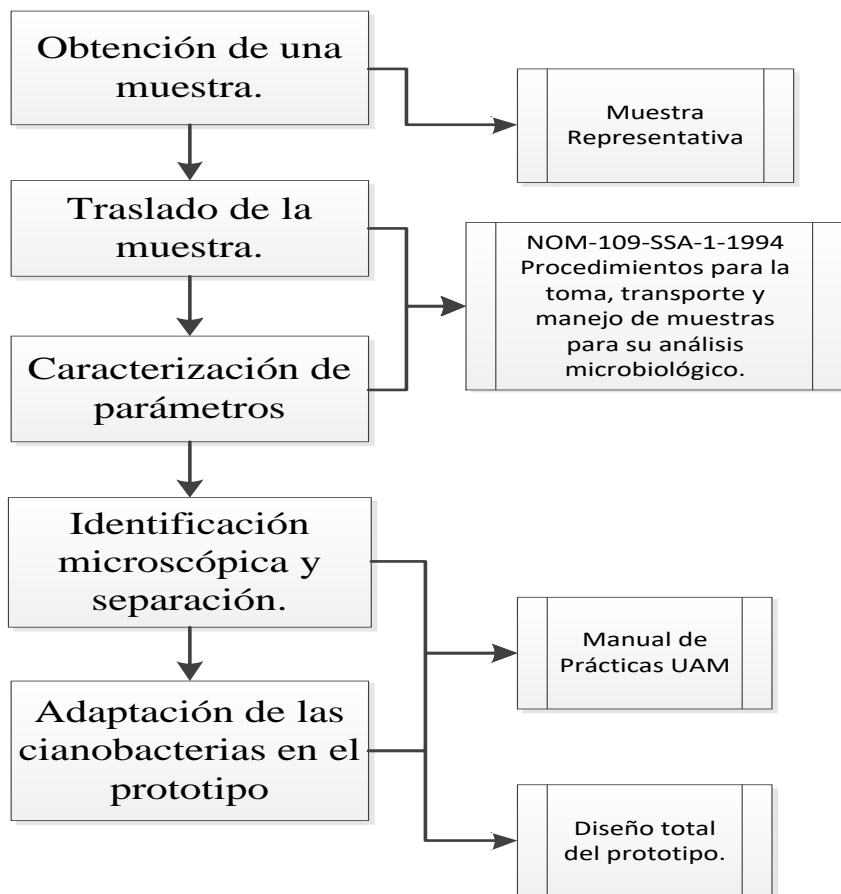 Obtención de una
muestra.
Muestra
Representativa
Traslado de la
muestra.
NOM-109-SSA-1-1994
Procedimientos para la
toma, transporte y
manejo de muestras
para su análisis
microbiológico.
Caracterización de
parámetros
Identificación
microscópica y
separación.
Manual de
Prácticas UAM
Adaptación de las
cianobacterias en el
prototipo
Diseño total
del prototipo.